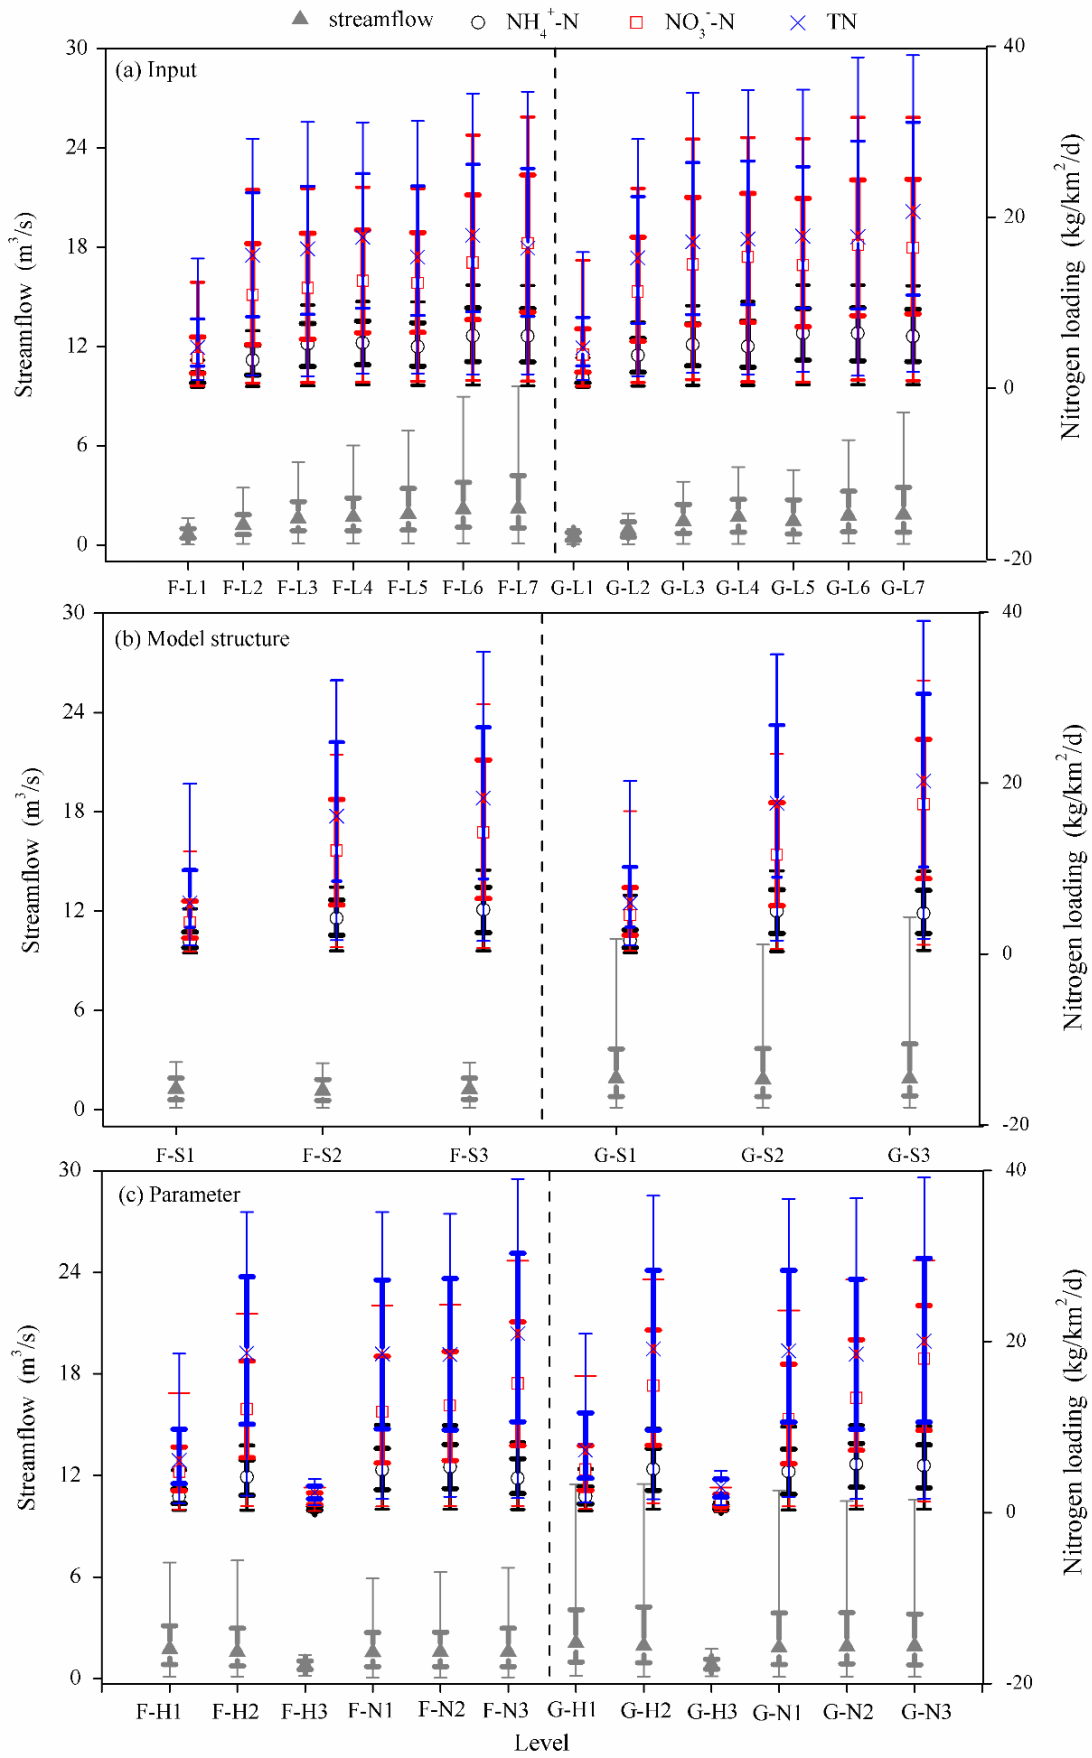 streamflow NH₄⁺-N NO₃⁻-N TN
(a) Input
30
24
18
12
6
0
Streamflow (m³/s)
40
20
0
-20
Nitrogen loading (kg/km²/d)
F-L1 F-L2 F-L3 F-L4 F-L5 F-L6 F-L7 G-L1 G-L2 G-L3 G-L4 G-L5 G-L6 G-L7
(b) Model structure
30
24
18
12
6
0
Streamflow (m³/s)
40
20
0
-20
Nitrogen loading (kg/km²/d)
F-S1 F-S2 F-S3 G-S1 G-S2 G-S3
(c) Parameter
30
24
18
12
6
0
Streamflow (m³/s)
40
20
0
-20
Nitrogen loading (kg/km²/d)
F-H1 F-H2 F-H3 F-N1 F-N2 F-N3 G-H1 G-H2 G-H3 G-N1 G-N2 G-N3
Level